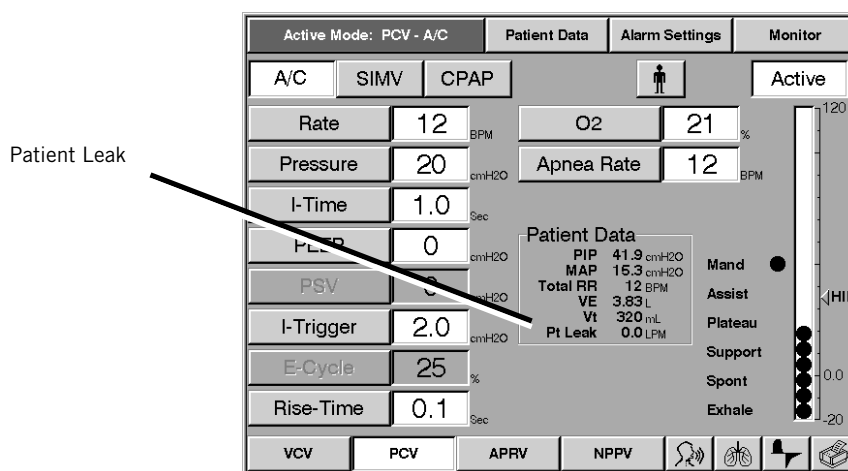 Patient Leak
Active Mode: PCV - A/C
Patient Data
Alarm Settings
Monitor
A/C
SIMV
CPAP
Active
Rate
12
BPM
O2
21
%
Pressure
20
cmH2O
Apnea Rate
12
BPM
I-Time
1.0
Sec
PEEP
0
cmH2O
PSV
0
cmH2O
I-Trigger
2.0
cmH2O
E-Cycle
25
%
Rise-Time
0.1
Sec
Patient Data
PIP 41.9 cmH2O
MAP 15.3 cmH2O
Total RR 12 BPM
VE 3.83 L
Vt 320 mL
Pt Leak 0.0 LPM
Mand
Assist
Plateau
Support
Spont
Exhale
120
0.0
-20
VCV
PCV
APRV
NPPV